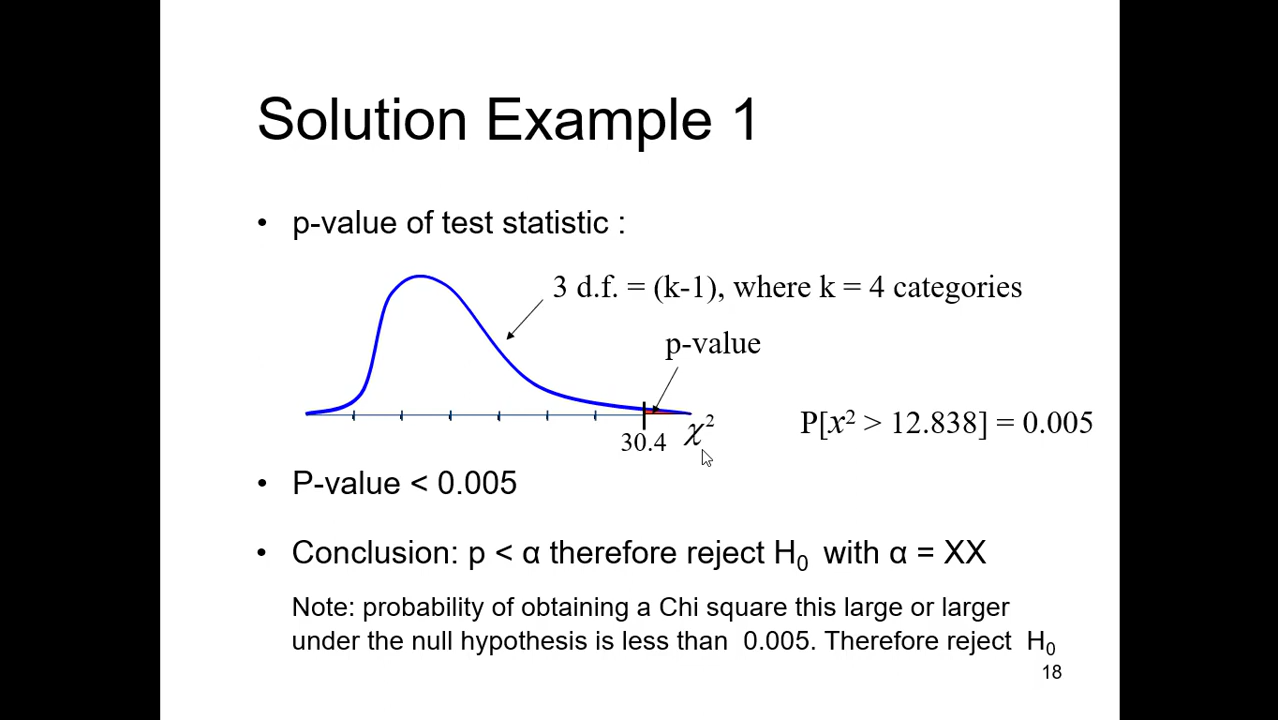 Solution Example 1
• p-value of test statistic :
3 d.f. = (k-1), where k = 4 categories
p-value
30.4 χ²
P[x² > 12.838] = 0.005
• P-value < 0.005
• Conclusion: p < α therefore reject H₀ with α = XX
Note: probability of obtaining a Chi square this large or larger
under the null hypothesis is less than 0.005. Therefore reject H₀
18